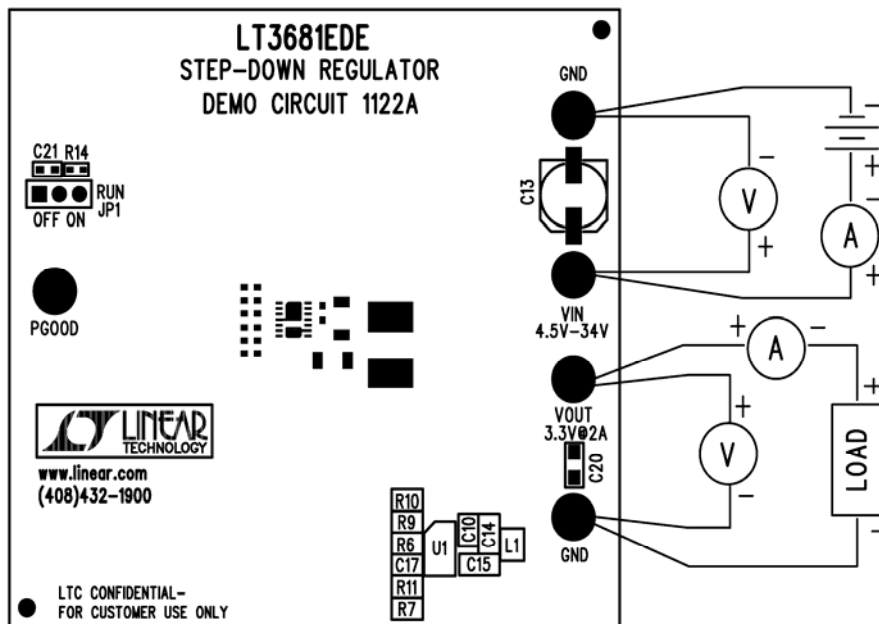 LT3681EDE
STEP-DOWN REGULATOR
DEMO CIRCUIT 1122A
GND
C21 R14
RUN
JP1
OFF ON
C13
V
-
+
-
+
-
A
+
PGOOD
VIN
4.5V-34V
+
A
-
VOUT
3.3V@2A
C20
+
V
-
+
LOAD
-
GND
LINEAR
TECHNOLOGY
www.linear.com
(408)432-1900
R10
R9
R6
C17
R11
R7
U1
C10
C14
C15
L1
LTC CONFIDENTIAL-
FOR CUSTOMER USE ONLY